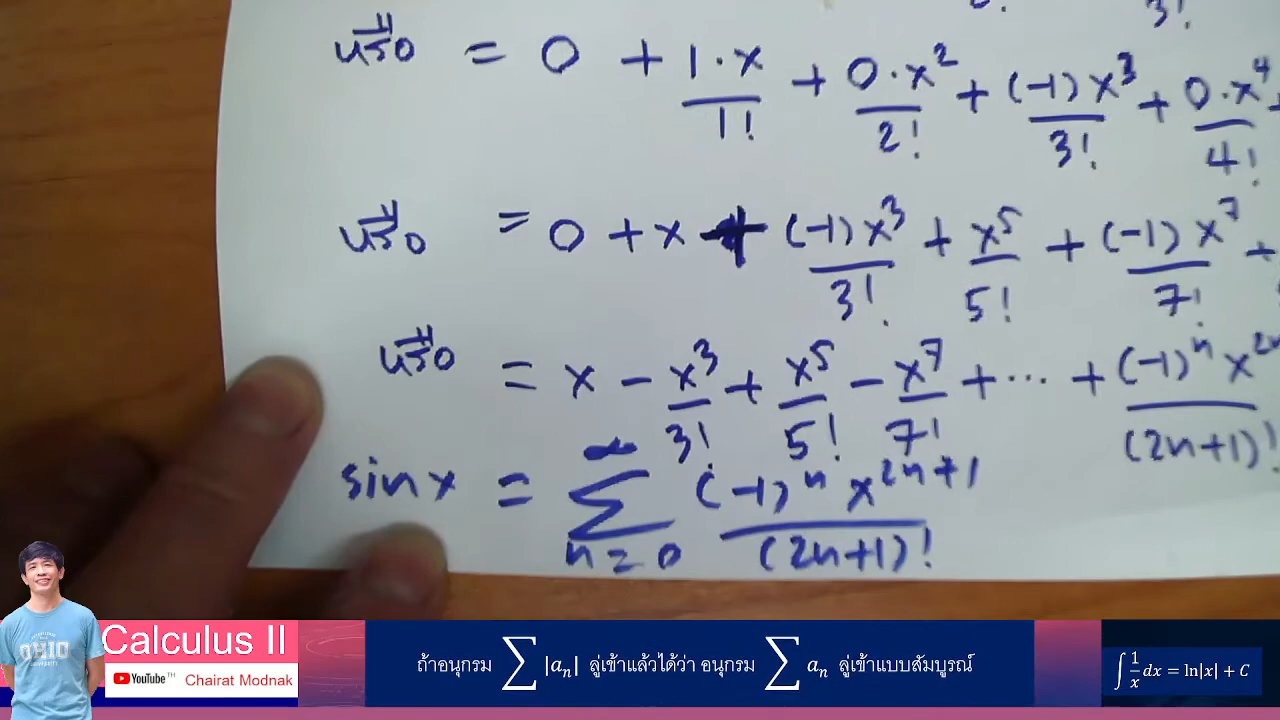 3!
หรือ = 0 + 1·x/1! + 0·x²/2! + (-1)x³/3! + 0·x⁴/4! +
หรือ = 0 + x + (-1)x³/3! + x⁵/5! + (-1)x⁷/7! +
หรือ = x - x³/3! + x⁵/5! - x⁷/7! + ··· + (-1)ⁿ x²ⁿ/(2n+1)!
sin x = ∑_{n=0}^{∞} (-1)ⁿ x²ⁿ⁺¹/(2n+1)!
OHIO
Calculus II
YouTube TH Chairat Modnak
ถ้าอนุกรม ∑|aₙ| ลู่เข้าแล้วได้ว่า อนุกรม ∑aₙ ลู่เข้าแบบสัมบูรณ์
∫ 1/x dx = ln|x| + C